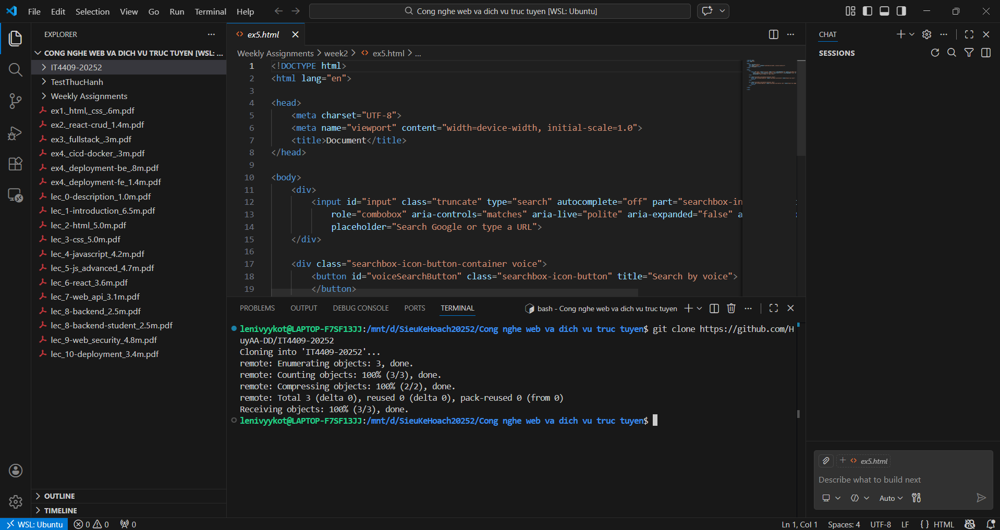 File Edit Selection View Go Run Terminal Help
Cong nghe web va dich vu truc tuyen [WSL: Ubuntu]
EXPLORER
CONG NGHE WEB VA DICH VU TRUC TUYEN [WSL: ...
IT4409-20252
TestThucHanh
Weekly Assignments
ex1._html,_css_.6m.pdf
ex2._react-crud_1.4m.pdf
ex3._fullstack_.3m.pdf
ex4._cicd-docker_.3m.pdf
ex4._deployment-be_.8m.pdf
ex4._deployment-fe_1.4m.pdf
lec_0-description_1.0m.pdf
lec_1-introduction_6.5m.pdf
lec_2-html_5.0m.pdf
lec_3-css_5.0m.pdf
lec_4-javascript_4.2m.pdf
lec_5-js_advanced_4.7m.pdf
lec_6-react_3.6m.pdf
lec_7-web_api_3.1m.pdf
lec_8-backend_2.5m.pdf
lec_8-backend-student_2.5m.pdf
lec_9-web_security_4.8m.pdf
lec_10-deployment_3.4m.pdf
OUTLINE
TIMELINE
ex5.html
Weekly Assignments > week2 > ex5.html > ...
1 <!DOCTYPE html>
2 <html lang="en">
3
4 <head>
5 <meta charset="UTF-8">
6 <meta name="viewport" content="width=device-width, initial-scale=1.0">
7 <title>Document</title>
8 </head>
9
10 <body>
11 <div>
12 <input id="input" class="truncate" type="search" autocomplete="off" part="searchbox-in
13 role="combobox" aria-controls="matches" aria-live="polite" aria-expanded="false" a
14 placeholder="Search Google or type a URL">
15 </div>
16
17 <div class="searchbox-icon-button-container voice">
18 <button id="voiceSearchButton" class="searchbox-icon-button" title="Search by voice">
19 </button>
PROBLEMS OUTPUT DEBUG CONSOLE PORTS TERMINAL
bash - Cong nghe web va dich vu truc tuyen
lenivyykot@LAPTOP-F7SF13JJ:/mnt/d/SieuKeHoach20252/Cong nghe web va dich vu truc tuyen$ git clone https://github.com/H
uyAA-DD/IT4409-20252
Cloning into 'IT4409-20252'...
remote: Enumerating objects: 3, done.
remote: Counting objects: 100% (3/3), done.
remote: Compressing objects: 100% (2/2), done.
remote: Total 3 (delta 0), reused 0 (delta 0), pack-reused 0 (from 0)
Receiving objects: 100% (3/3), done.
lenivyykot@LAPTOP-F7SF13JJ:/mnt/d/SieuKeHoach20252/Cong nghe web va dich vu truc tuyen$
CHAT
SESSIONS
ex5.html
Describe what to build next
Auto
WSL: Ubuntu 0 0 0
Ln 1, Col 1 Spaces: 4 UTF-8 LF {} HTML